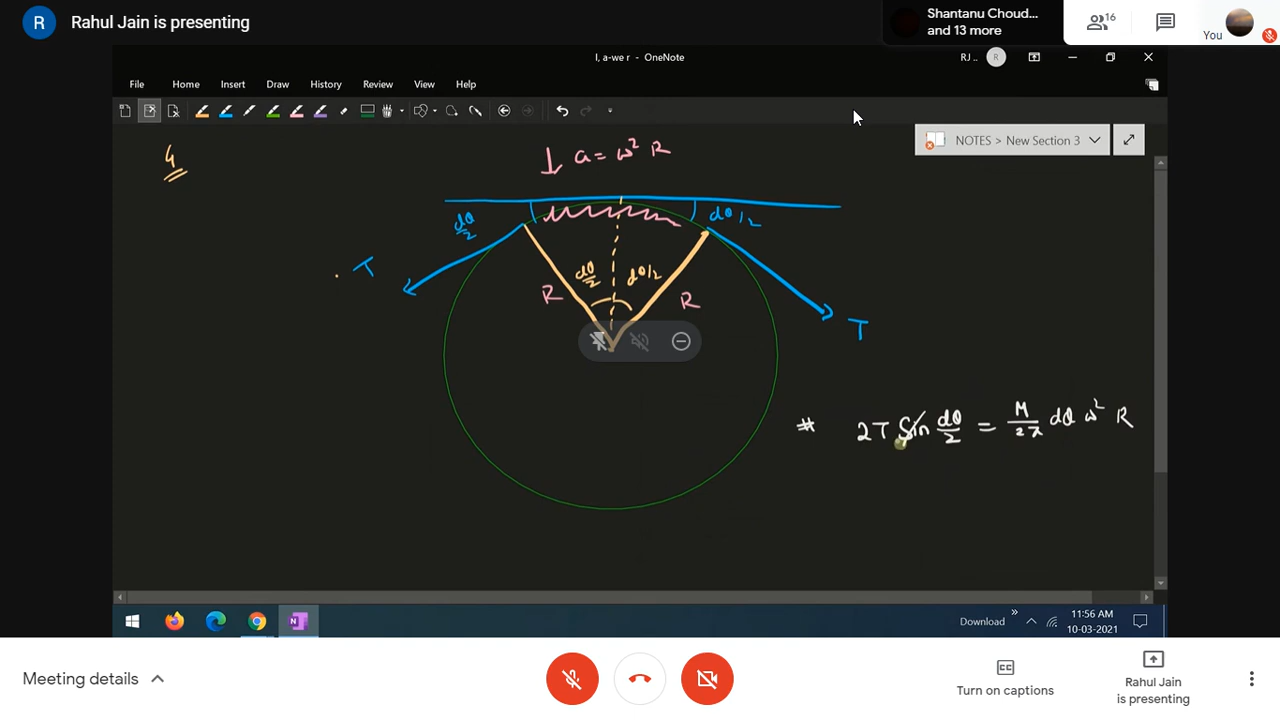 R Rahul Jain is presenting
Shantanu Choud...
and 13 more
16
You
I, a-we r - OneNote
RJ .. R
File Home Insert Draw History Review View Help
NOTES > New Section 3
4
↓ a = ω² R
dθ/2
dθ/2
T
dθ/2
dθ/2
R
R
T
# 2T Sin dθ/2 = M/2π dθ ω² R
Download
11:56 AM
10-03-2021
Meeting details
Turn on captions
Rahul Jain
is presenting